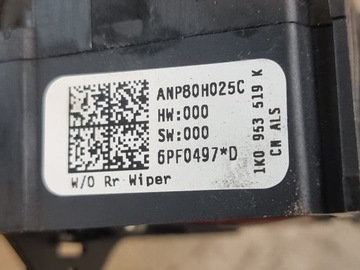 ANP80H025C
HW:000
SW:000
6PF0497*D
W/O Rr Wiper
1K0 953 519 K
CN ALS